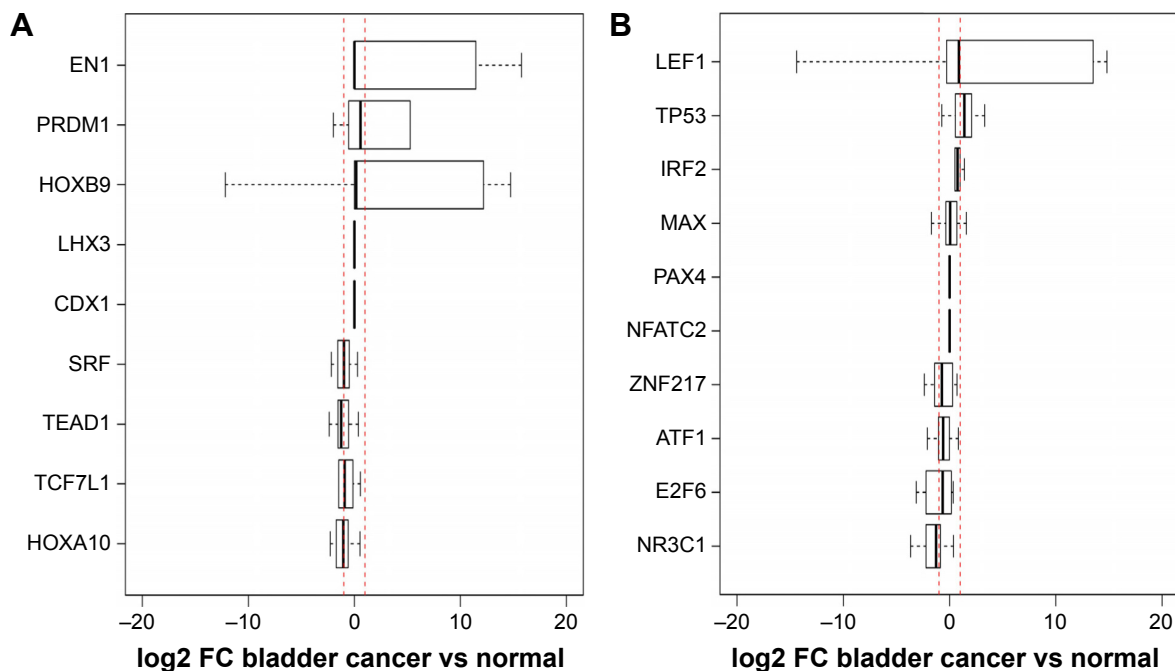 A
EN1
PRDM1
HOXB9
LHX3
CDX1
SRF
TEAD1
TCF7L1
HOXA10
–20 –10 0 10 20
log2 FC bladder cancer vs normal
B
LEF1
TP53
IRF2
MAX
PAX4
NFATC2
ZNF217
ATF1
E2F6
NR3C1
–20 –10 0 10 20
log2 FC bladder cancer vs normal